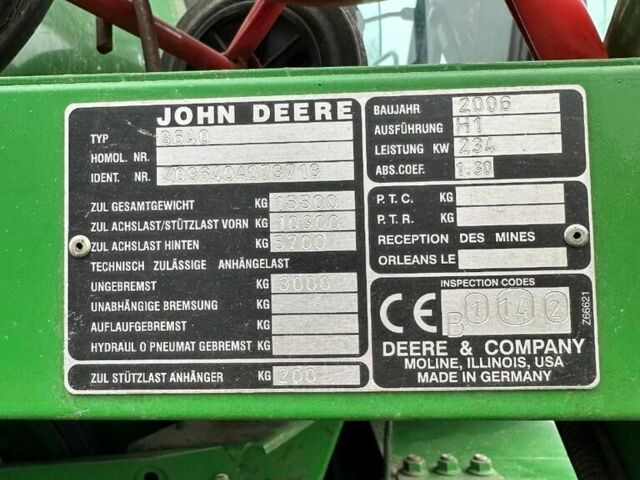 JOHN DEERE
TYP 9640
HOMOL. NR.
IDENT. NR. Z09640A079719
ZUL GESAMTGEWICHT KG 15500
ZUL ACHSLAST/STÜTZLAST VORN KG 10300
ZUL ACHSLAST HINTEN KG 5700
TECHNISCH ZULÄSSIGE ANHÄNGELAST
UNGEBREMST KG 3000
UNABHÄNGIGE BREMSUNG KG
AUFLAUFGEBREMST KG
HYDRAUL O PNEUMAT GEBREMST KG
ZUL STÜTZLAST ANHÄNGER KG 200
BAUJAHR 2006
AUSFÜHRUNG H1
LEISTUNG KW 234
ABS.COEF. 1.30
P.T.C. KG
P.T.R. KG
RECEPTION DES MINES
ORLEANS LE
INSPECTION CODES
CE B 1 14 2
Z66621
DEERE & COMPANY
MOLINE, ILLINOIS, USA
MADE IN GERMANY